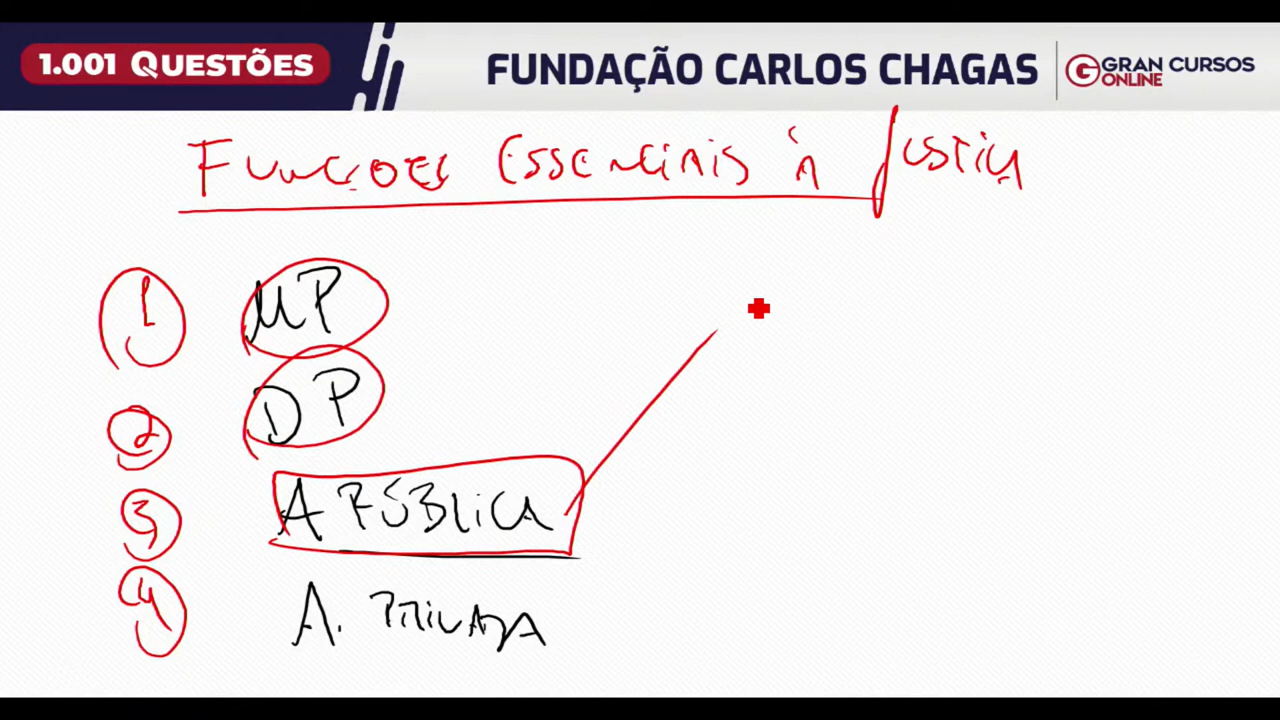 1.001 QUESTÕES
FUNDAÇÃO CARLOS CHAGAS
GRAN CURSOS
ONLINE
FUNÇÕES ESSENCIAIS À JUSTIÇA
1 MP
2 DP
3 A PÚBLICA
4 A. PRIVADA